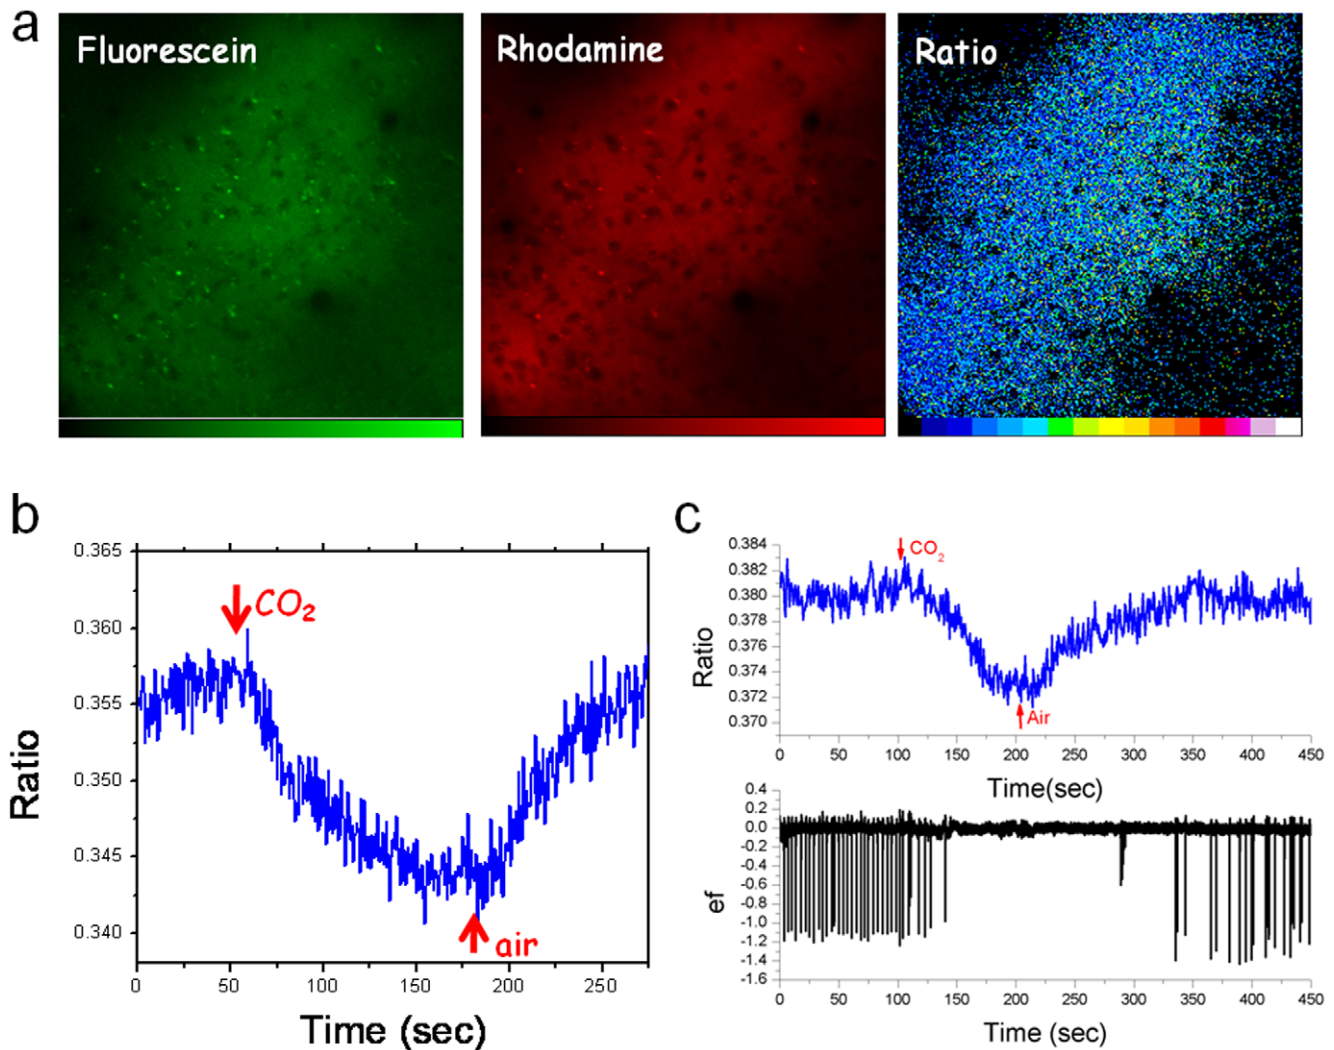 a
Fluorescein
Rhodamine
Ratio
b
0.365
0.360
0.355
0.350
0.345
0.340
Ratio
CO2
air
0 50 100 150 200 250
Time (sec)
c
0.384
0.382
0.380
0.378
0.376
0.374
0.372
0.370
Ratio
CO2
Air
0 50 100 150 200 250 300 350 400 450
Time(sec)
0.4
0.2
0.0
-0.2
-0.4
-0.6
-0.8
-1.0
-1.2
-1.4
-1.6
ef
0 50 100 150 200 250 300 350 400 450
Time (sec)